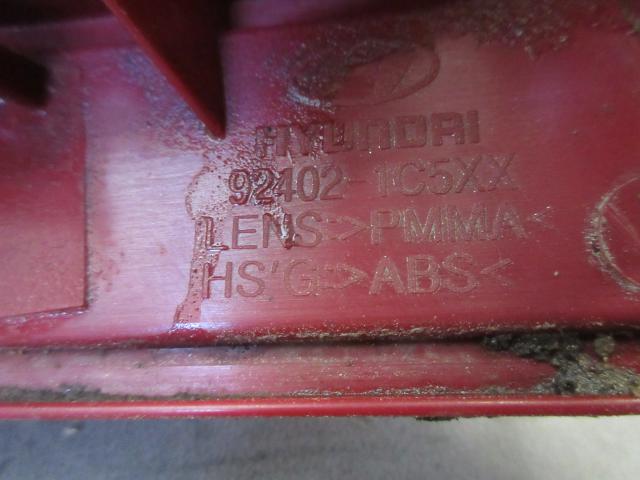 HYUNDAI
92402-1C5XX
LENS:>PMMA<
HS'G:>ABS<